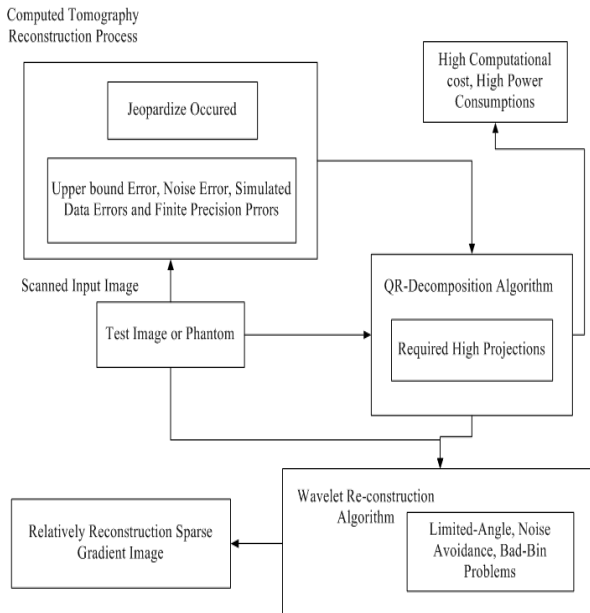 Computed Tomography
Reconstruction Process
High Computational
cost, High Power
Consumptions
Jeopardize Occured
Upper bound Error, Noise Error, Simulated
Data Errors and Finite Precision Prrors
Scanned Input Image
QR-Decomposition Algorithm
Test Image or Phantom
Required High Projections
Wavelet Re-construction
Algorithm
Limited-Angle, Noise
Avoidance, Bad-Bin
Problems
Relatively Reconstruction Sparse
Gradient Image